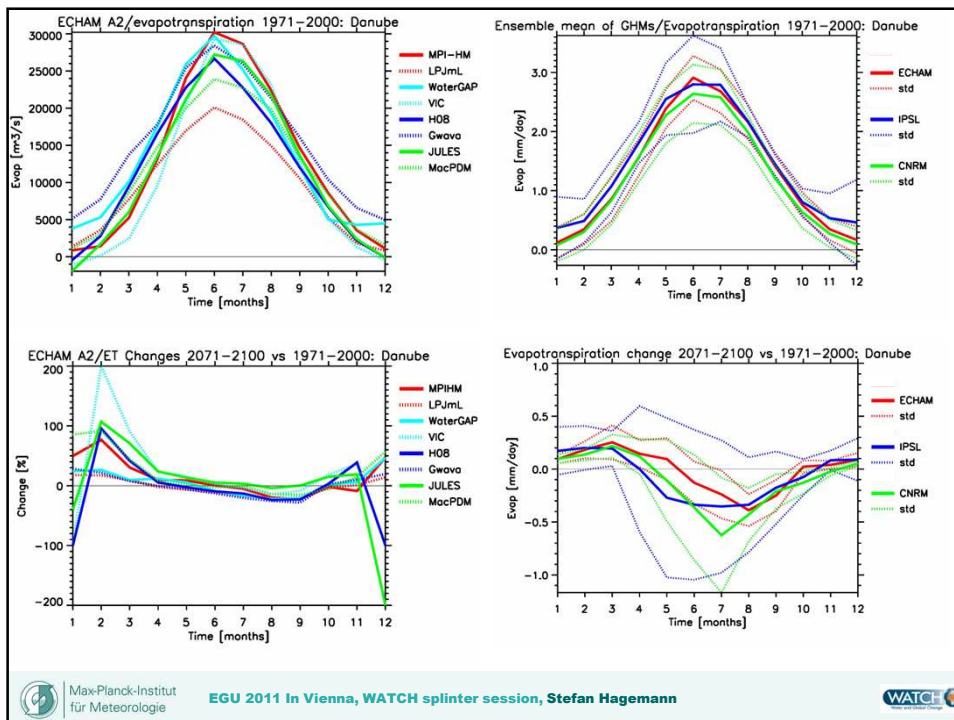 ECHAM A2/evapotranspiration 1971-2000: Danube
Evap [m^3/s]
30000
25000
20000
15000
10000
5000
0
1 2 3 4 5 6 7 8 9 10 11 12
Time [months]
MPI-HM
LPJmL
WaterGAP
VIC
H08
Gwava
JULES
MacPDM
Ensemble mean of GHMs/Evapotranspiration 1971-2000: Danube
Evap [mm/day]
3.0
2.0
1.0
0.0
1 2 3 4 5 6 7 8 9 10 11 12
Time [months]
ECHAM
std
IPSL
std
CNRM
std
ECHAM A2/ET Changes 2071-2100 vs 1971-2000: Danube
Change [%]
200
100
0
-100
-200
1 2 3 4 5 6 7 8 9 10 11 12
Time [months]
MPIHM
LPJmL
WaterGAP
VIC
H08
Gwava
JULES
MacPDM
Evapotranspiration change 2071-2100 vs 1971-2000: Danube
Evap [mm/day]
1.0
0.5
0.0
-0.5
-1.0
1 2 3 4 5 6 7 8 9 10 11 12
Time [months]
ECHAM
std
IPSL
std
CNRM
std
Max-Planck-Institut
für Meteorologie
EGU 2011 In Vienna, WATCH splinter session, Stefan Hagemann
WATCH
Water and Global Change